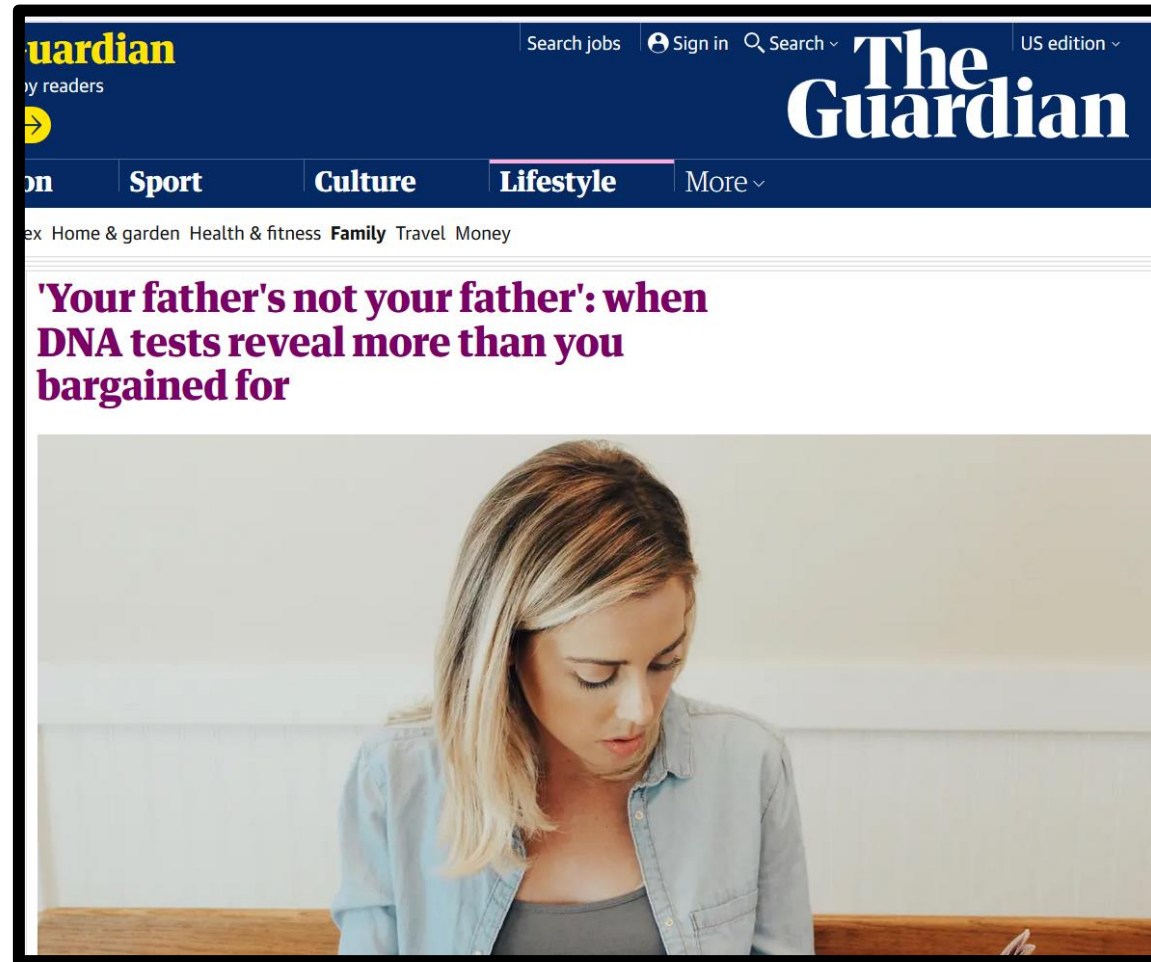 uardian
by readers
Search jobs Sign in Search US edition
The
Guardian
on Sport Culture Lifestyle More
ex Home & garden Health & fitness Family Travel Money
'Your father's not your father': when
DNA tests reveal more than you
bargained for